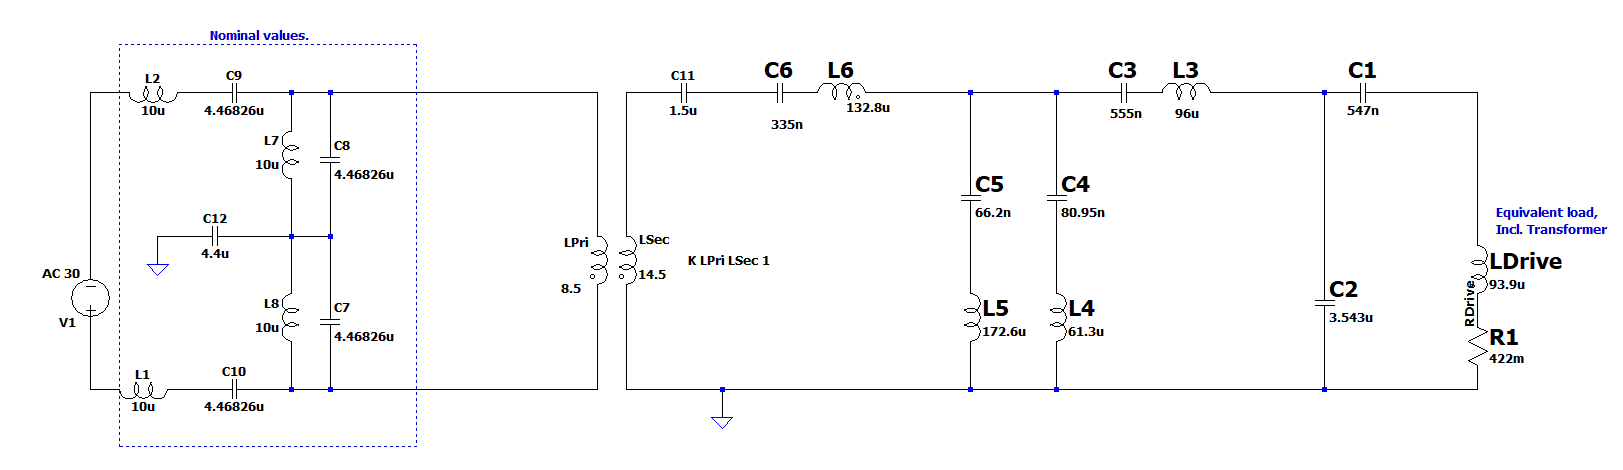 Nominal values.
L2
10u
C9
4.46826u
L7
10u
C8
4.46826u
C12
4.4u
AC 30
V1
L8
10u
C7
4.46826u
L1
10u
C10
4.46826u
LPri
8.5
LSec
14.5
K LPri LSec 1
C11
1.5u
C6
335n
L6
132.8u
C5
66.2n
C4
80.95n
L5
172.6u
L4
61.3u
C3
555n
L3
96u
C1
547n
C2
3.543u
Equivalent load,
Incl. Transformer
LDrive
93.9u
RDrive
R1
422m